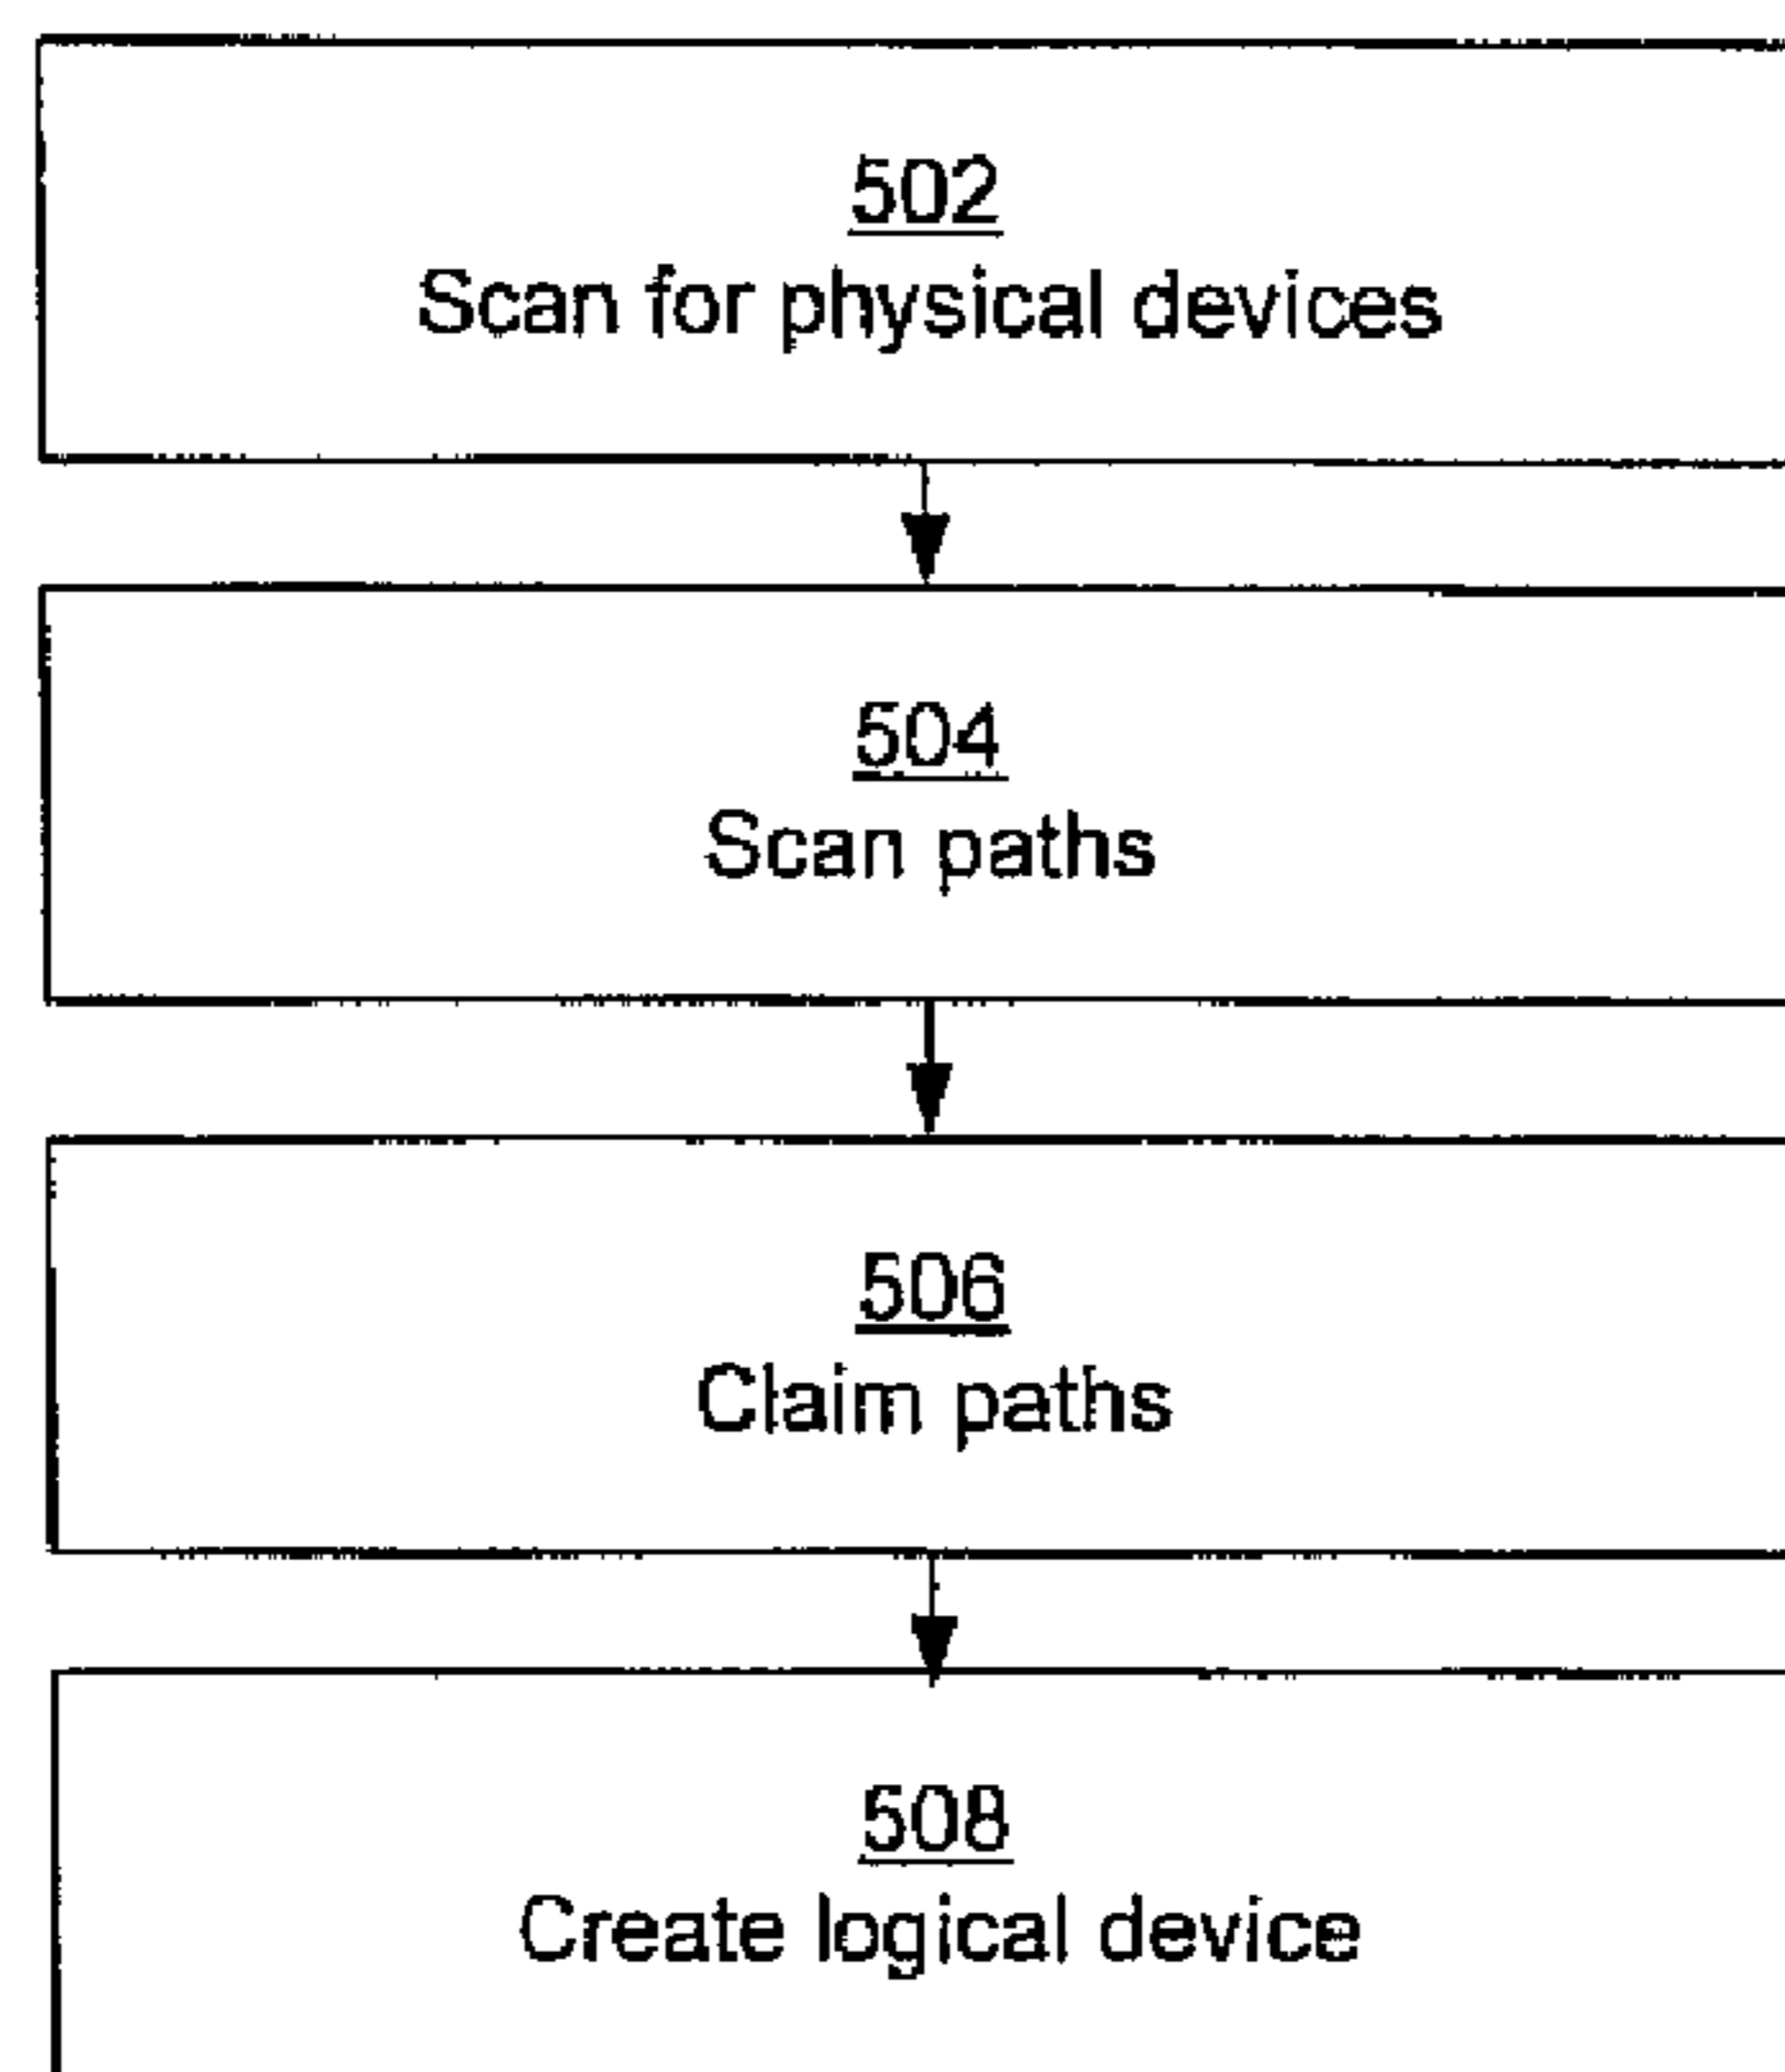 502
Scan for physical devices
504
Scan paths
506
Claim paths
508
Create logical device